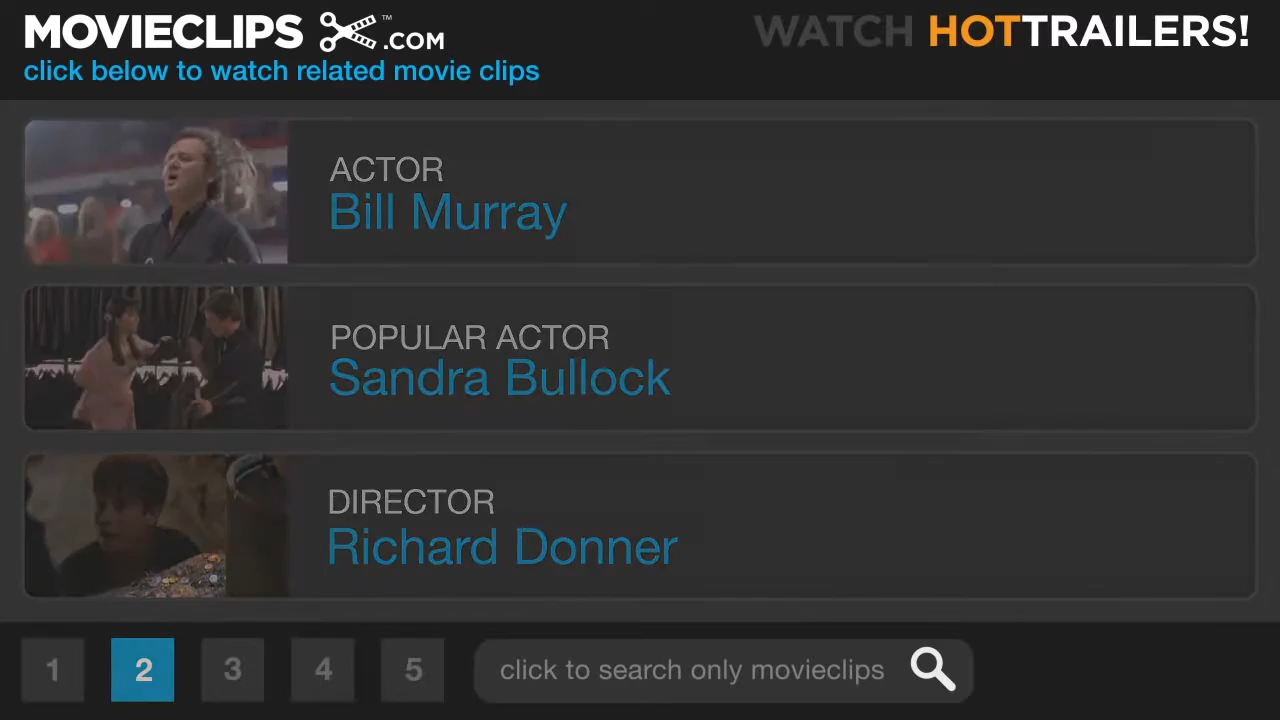 MOVIECLIPS ™ .COM
WATCH HOTTRAILERS!
click below to watch related movie clips
ACTOR
Bill Murray
POPULAR ACTOR
Sandra Bullock
DIRECTOR
Richard Donner
1 2 3 4 5 click to search only movieclips